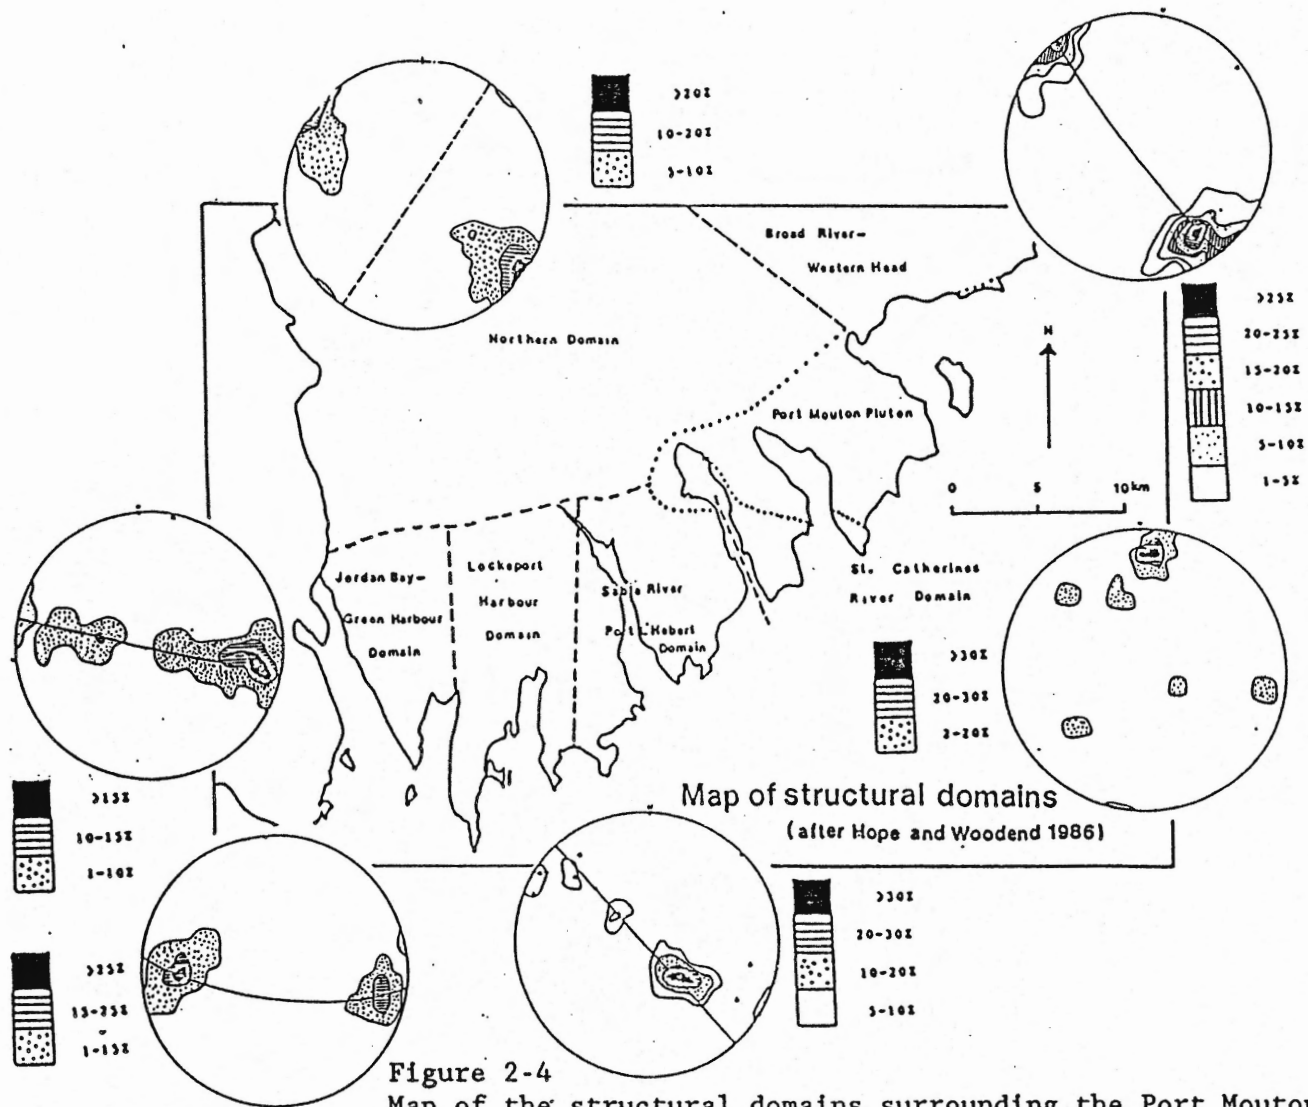 >20%
10-20%
5-10%
Broad River-
Western Head
Northern Domain
N
Port Mouton Pluton
0 5 10km
>25%
20-25%
15-20%
10-15%
5-10%
1-5%
Jordan Bay-
Green Harbour
Domain
Lockeport
Harbour
Domain
Sable River
Port L'Hebert
Domain
St. Catherines
River Domain
>30%
20-30%
2-20%
Map of structural domains
(after Hope and Woodend 1986)
>15%
10-15%
1-10%
>25%
15-25%
1-15%
>30%
20-30%
10-20%
5-10%
Figure 2-4
Map of the structural domains surrounding the Port Mouton